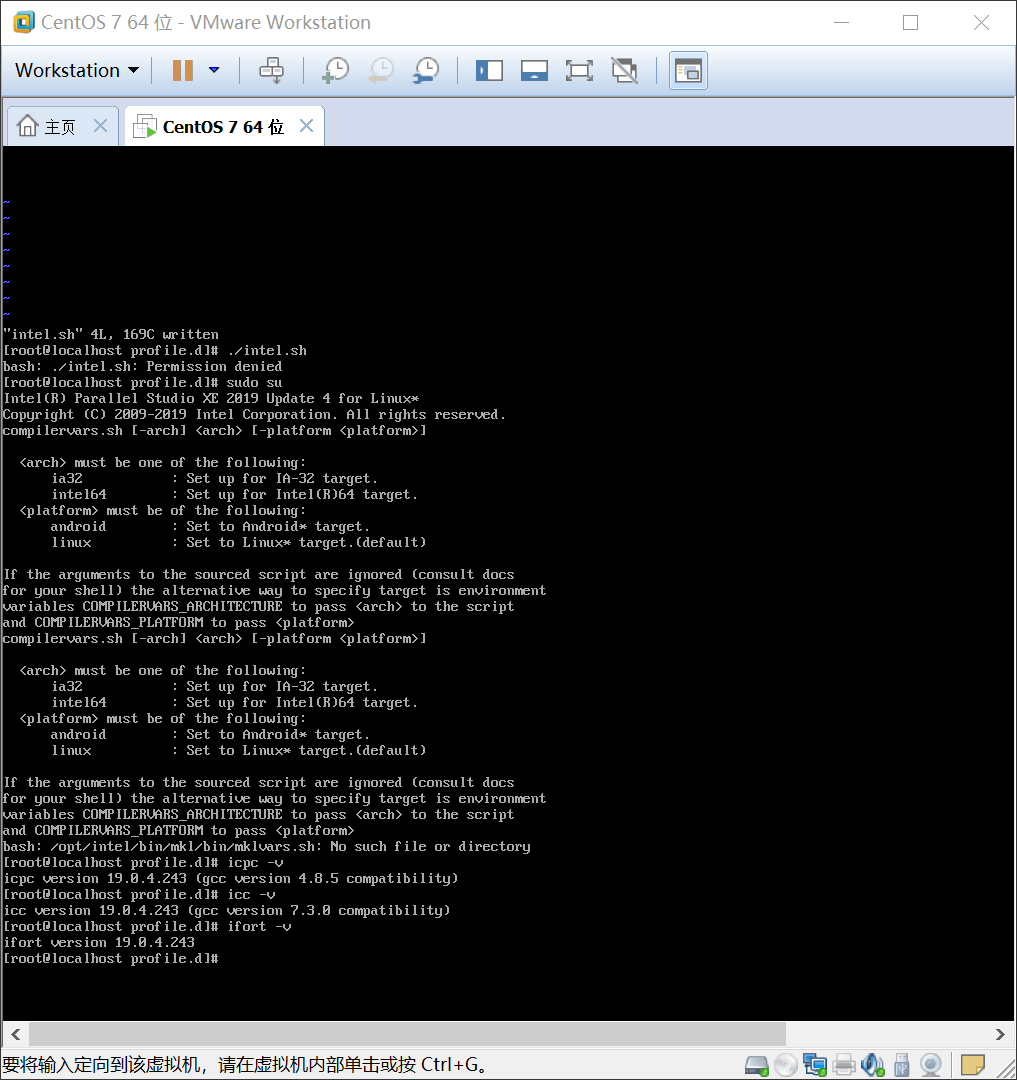 CentOS 7 64 位 - VMware Workstation
Workstation
主页
CentOS 7 64 位
~
~
~
~
~
~
~
~
"intel.sh" 4L, 169C written
[root@localhost profile.d]# ./intel.sh
bash: ./intel.sh: Permission denied
[root@localhost profile.d]# sudo su
Intel(R) Parallel Studio XE 2019 Update 4 for Linux*
Copyright (C) 2009-2019 Intel Corporation. All rights reserved.
compilervars.sh [-arch] <arch> [-platform <platform>]
<arch> must be one of the following:
ia32 : Set up for IA-32 target.
intel64 : Set up for Intel(R)64 target.
<platform> must be of the following:
android : Set to Android* target.
linux : Set to Linux* target.(default)
If the arguments to the sourced script are ignored (consult docs
for your shell) the alternative way to specify target is environment
variables COMPILERVARS_ARCHITECTURE to pass <arch> to the script
and COMPILERVARS_PLATFORM to pass <platform>
compilervars.sh [-arch] <arch> [-platform <platform>]
<arch> must be one of the following:
ia32 : Set up for IA-32 target.
intel64 : Set up for Intel(R)64 target.
<platform> must be of the following:
android : Set to Android* target.
linux : Set to Linux* target.(default)
If the arguments to the sourced script are ignored (consult docs
for your shell) the alternative way to specify target is environment
variables COMPILERVARS_ARCHITECTURE to pass <arch> to the script
and COMPILERVARS_PLATFORM to pass <platform>
bash: /opt/intel/bin/mkl/bin/mklvars.sh: No such file or directory
[root@localhost profile.d]# icpc -v
icpc version 19.0.4.243 (gcc version 4.8.5 compatibility)
[root@localhost profile.d]# icc -v
icc version 19.0.4.243 (gcc version 7.3.0 compatibility)
[root@localhost profile.d]# ifort -v
ifort version 19.0.4.243
[root@localhost profile.d]#
要将输入定向到该虚拟机，请在虚拟机内部单击或按 Ctrl+G。